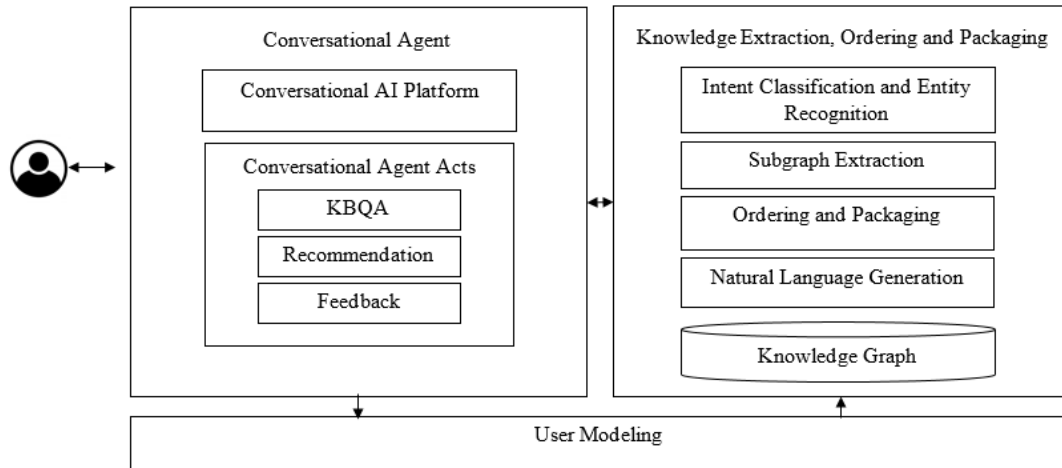 Conversational Agent
Conversational AI Platform
Conversational Agent Acts
KBQA
Recommendation
Feedback
Knowledge Extraction, Ordering and Packaging
Intent Classification and Entity
Recognition
Subgraph Extraction
Ordering and Packaging
Natural Language Generation
Knowledge Graph
User Modeling